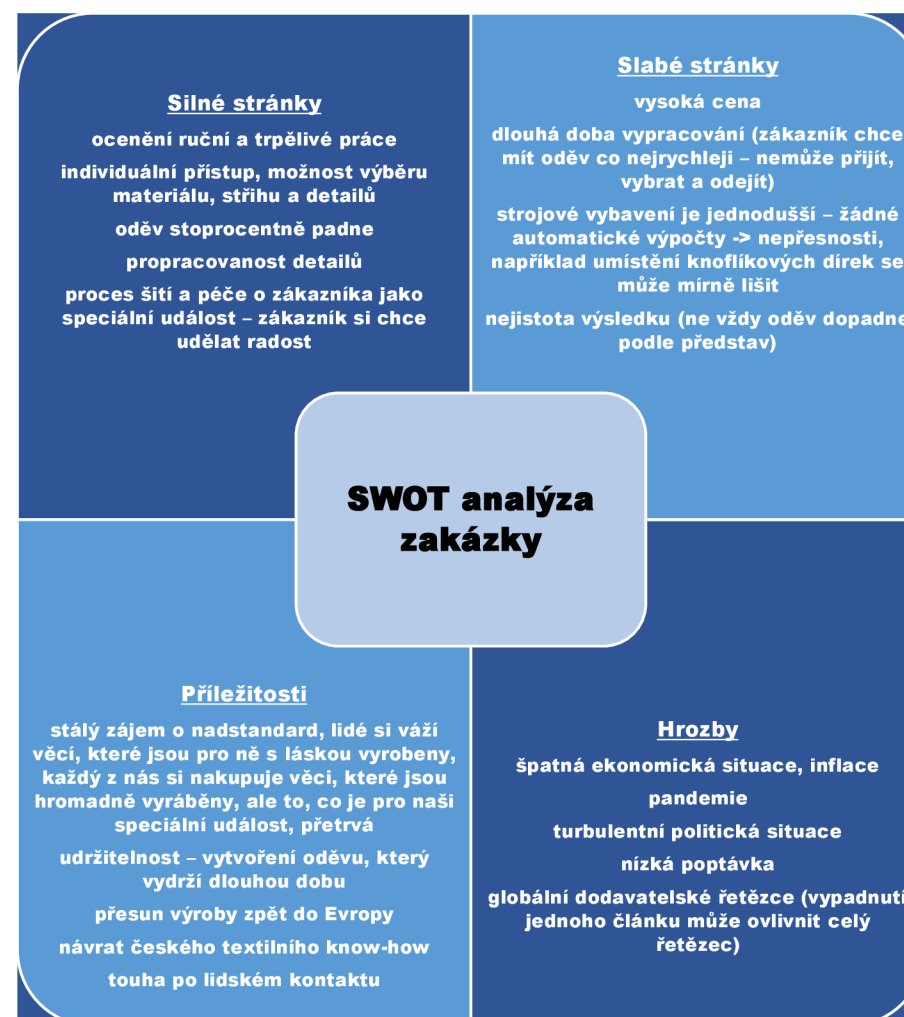 Silné stránky
ocenění ruční a trpělivé práce
individuální přístup, možnost výběru
materiálu, střihu a detailů
oděv stoprocentně padne
propracovanost detailů
proces šití a péče o zákazníka jako
speciální událost – zákazník si chce
udělat radost
Slabé stránky
vysoká cena
dlouhá doba vypracování (zákazník chce
mít oděv co nejrychleji – nemůže přijít,
vybrat a odejít)
strojové vybavení je jednodušší – žádné
automatické výpočty -> nepřesnosti,
například umístění knoflíkových dírek se
může mírně lišit
nejistota výsledku (ne vždy oděv dopadne
podle představ)
SWOT analýza
zakázky
Příležitosti
stálý zájem o nadstandard, lidé si váží
věcí, které jsou pro ně s láskou vyrobeny,
každý z nás si nakupuje věci, které jsou
hromadně vyráběny, ale to, co je pro naši
speciální událost, přetrvá
udržitelnost – vytvoření oděvu, který
vydrží dlouhou dobu
přesun výroby zpět do Evropy
návrat českého textilního know-how
touha po lidském kontaktu
Hrozby
špatná ekonomická situace, inflace
pandemie
turbulentní politická situace
nízká poptávka
globální dodavatelské řetězce (vypadnutí
jednoho článku může ovlivnit celý
řetězec)